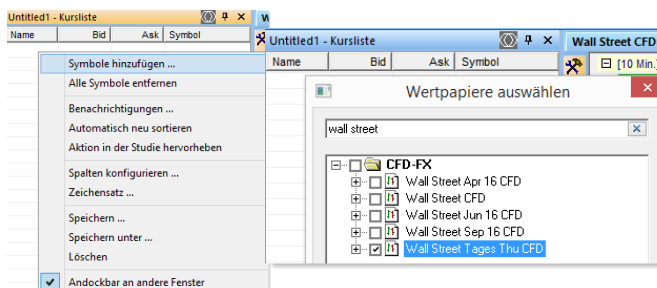 Untitled1 - Kursliste
Name Bid Ask Symbol
Symbole hinzufügen ...
Alle Symbole entfernen
Benachrichtigungen ...
Automatisch neu sortieren
Aktion in der Studie hervorheben
Spalten konfigurieren ...
Zeichensatz ...
Speichern ...
Speichern unter ...
Löschen
Andockbar an andere Fenster
W
Untitled1 - Kursliste
Wall Street CFD
Name Bid Ask Symbol
[10 Min.]
Wertpapiere auswählen
wall street
CFD-FX
Wall Street Apr 16 CFD
Wall Street CFD
Wall Street Jun 16 CFD
Wall Street Sep 16 CFD
Wall Street Tages Thu CFD